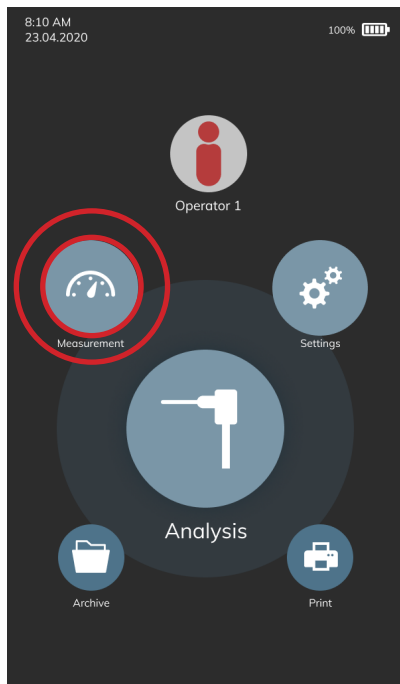 8:10 AM
23.04.2020
100%
Operator 1
Measurement
Settings
Analysis
Archive
Print